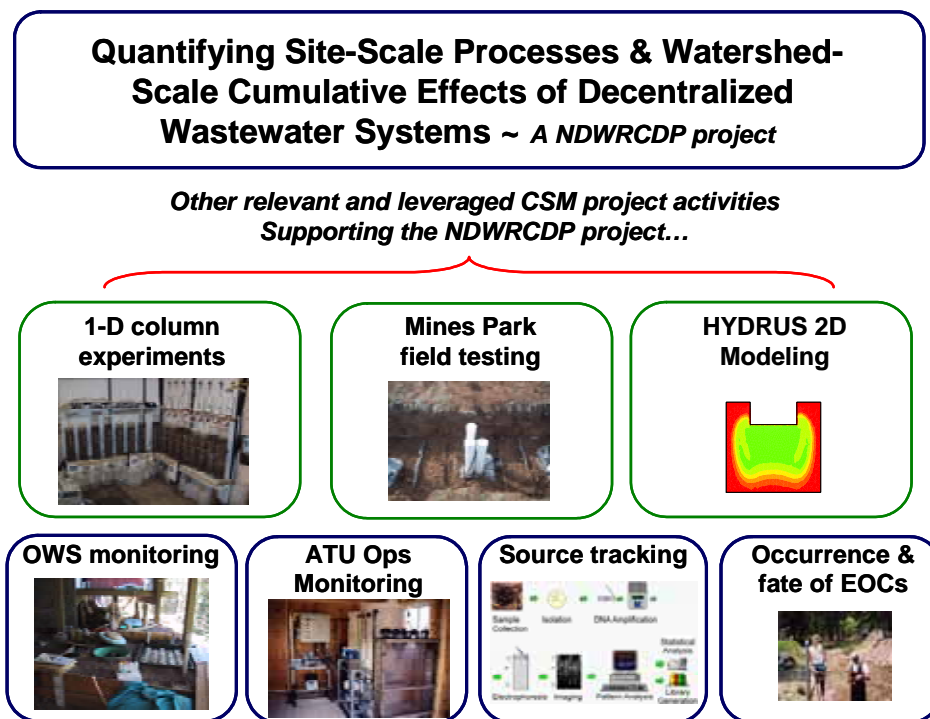 Quantifying Site-Scale Processes & Watershed-
Scale Cumulative Effects of Decentralized
Wastewater Systems ~ A NDWRCDP project
Other relevant and leveraged CSM project activities
Supporting the NDWRCDP project…
1-D column
experiments
Mines Park
field testing
HYDRUS 2D
Modeling
OWS monitoring
ATU Ops
Monitoring
Source tracking
Sample
Collection
Isolation
DNA Amplification
Statistical
Analysis
Electrophoresis
Imaging
Pattern Analysis
Library
Generation
Occurrence &
fate of EOCs